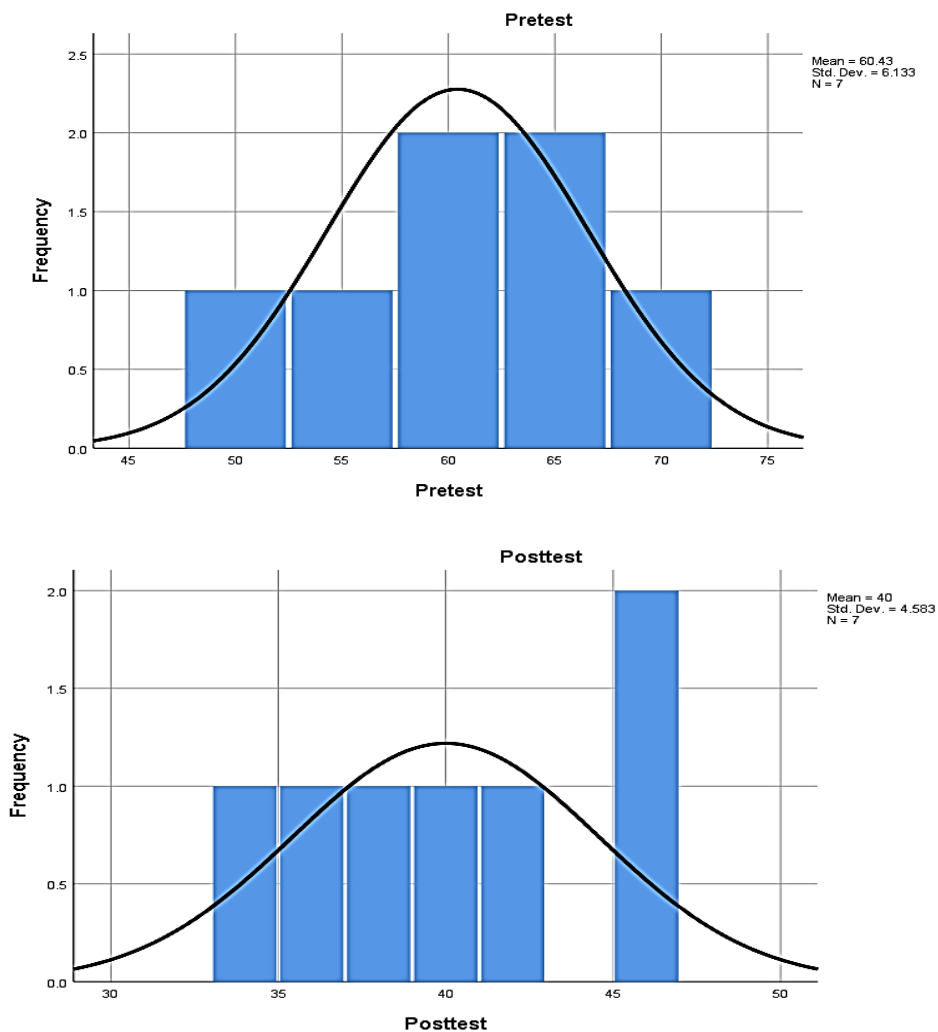 Pretest
Mean = 60.43
Std. Dev. = 6.133
N = 7
2.5
2.0
1.5
1.0
0.5
0.0
Frequency
45 50 55 60 65 70 75
Pretest
Posttest
Mean = 40
Std. Dev. = 4.583
N = 7
2.0
1.5
1.0
0.5
0.0
Frequency
30 35 40 45 50
Posttest